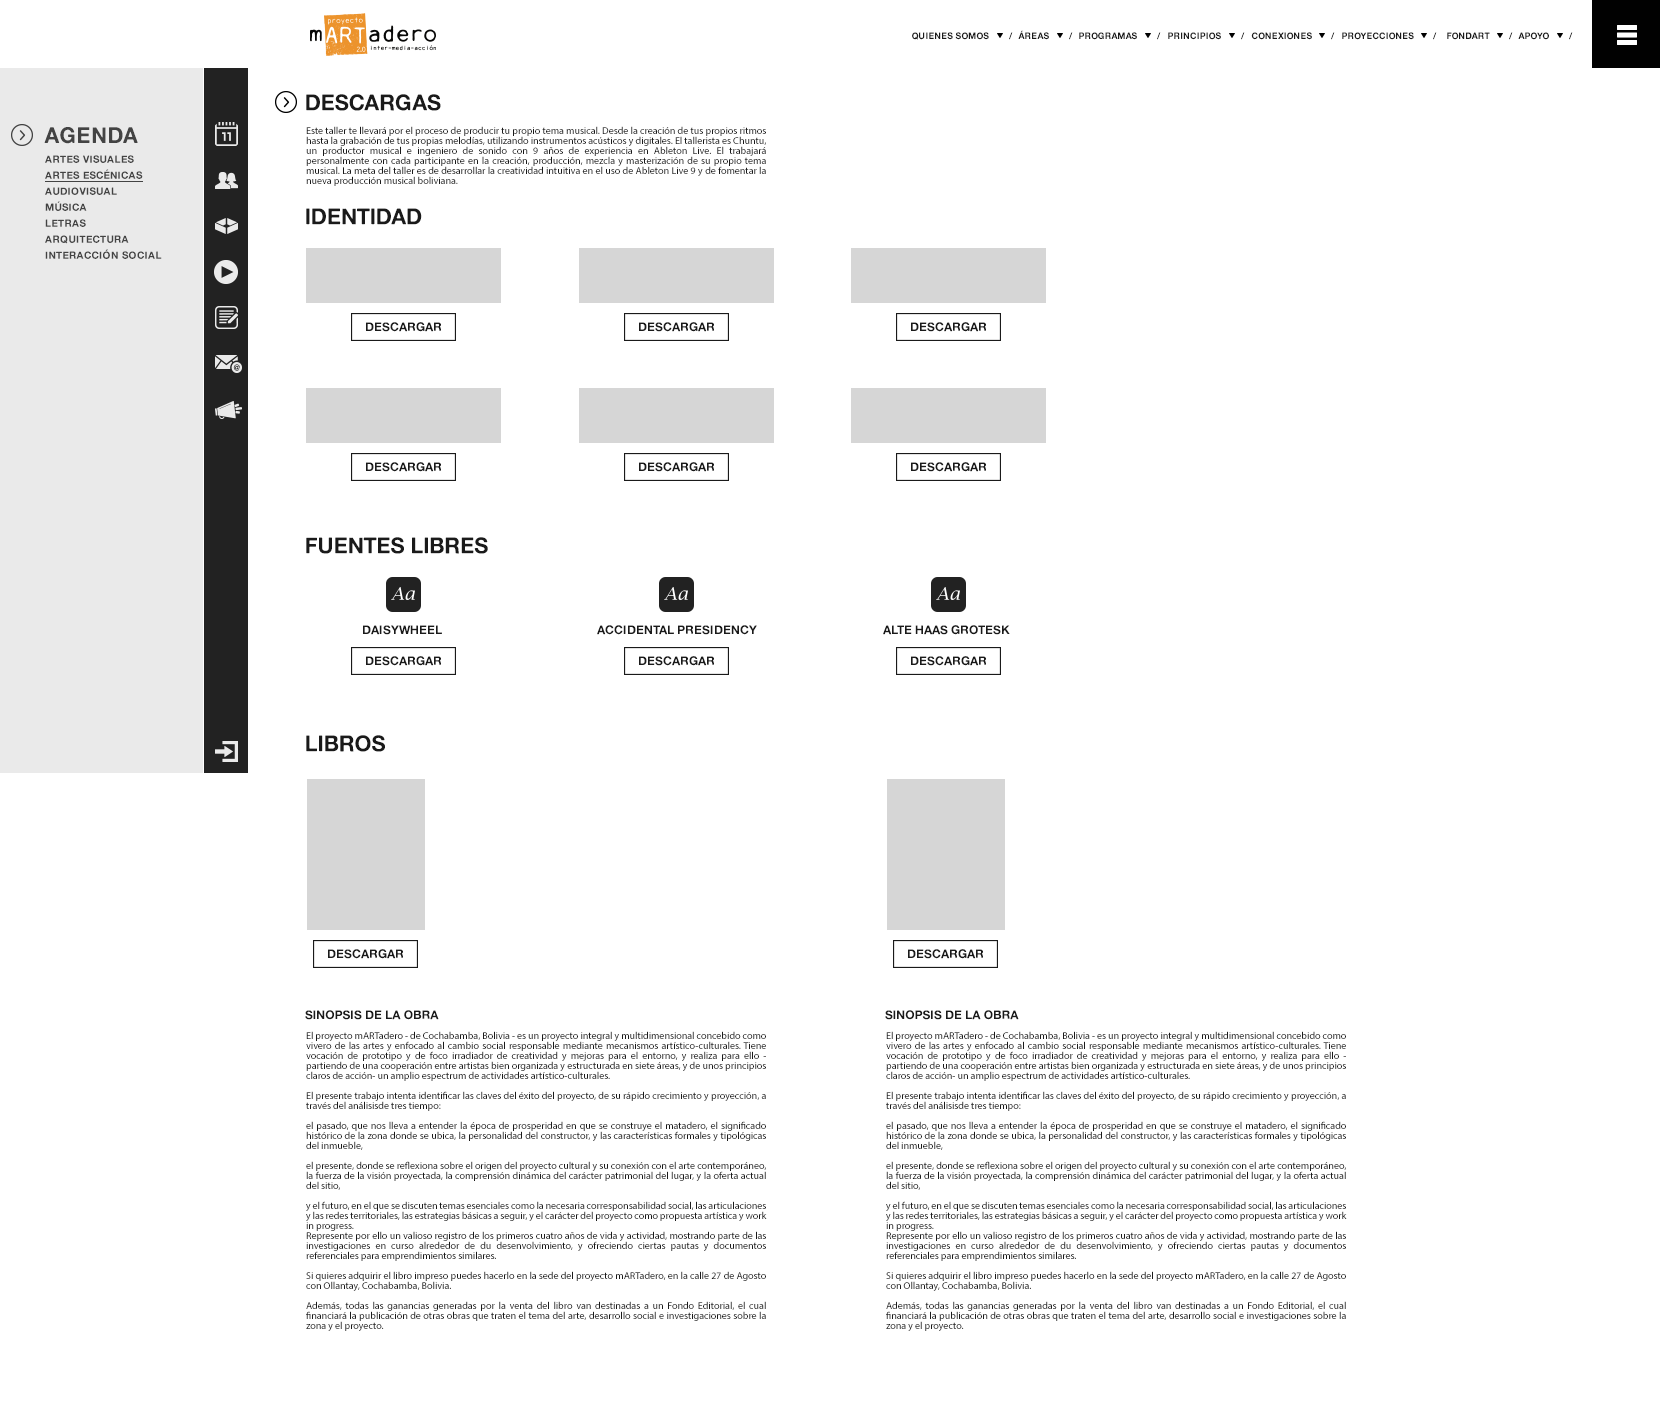 proyecto
mARTadero
2.0
inter-media-acción
QUIENES SOMOS / ÁREAS / PROGRAMAS / PRINCIPIOS / CONEXIONES / PROYECCIONES / FONDART / APOYO /
AGENDA
ARTES VISUALES
ARTES ESCÉNICAS
AUDIOVISUAL
MÚSICA
LETRAS
ARQUITECTURA
INTERACCIÓN SOCIAL
11
@
DESCARGAS
Este taller te llevará por el proceso de producir tu propio tema musical. Desde la creación de tus propios ritmos
hasta la grabación de tus propias melodías, utilizando instrumentos acústicos y digitales. El tallerista es Chuntu,
un productor musical e ingeniero de sonido con 9 años de experiencia en Ableton Live. El trabajará
personalmente con cada participante en la creación, producción, mezcla y masterización de su propio tema
musical. La meta del taller es de desarrollar la creatividad intuitiva en el uso de Ableton Live 9 y de fomentar la
nueva producción musical boliviana.
IDENTIDAD
DESCARGAR DESCARGAR DESCARGAR
DESCARGAR DESCARGAR DESCARGAR
FUENTES LIBRES
Aa Aa Aa
DAISYWHEEL ACCIDENTAL PRESIDENCY ALTE HAAS GROTESK
DESCARGAR DESCARGAR DESCARGAR
LIBROS
DESCARGAR
SINOPSIS DE LA OBRA
El proyecto mARTadero - de Cochabamba, Bolivia - es un proyecto integral y multidimensional concebido como
vivero de las artes y enfocado al cambio social responsable mediante mecanismos artístico-culturales. Tiene
vocación de prototipo y de foco irradiador de creatividad y mejoras para el entorno, y realiza para ello -
partiendo de una cooperación entre artistas bien organizada y estructurada en siete áreas, y de unos principios
claros de acción- un amplio espectro de actividades artístico-culturales.
El presente trabajo intenta identificar las claves del éxito del proyecto, de su rápido crecimiento y proyección, a
través del análisisde tres tiempo:
el pasado, que nos lleva a entender la época de prosperidad en que se construye el matadero, el significado
histórico de la zona donde se ubica, la personalidad del constructor, y las características formales y tipológicas
del inmueble,
el presente, donde se reflexiona sobre el origen del proyecto cultural y su conexión con el arte contemporáneo,
la fuerza de la visión proyectada, la comprensión dinámica del carácter patrimonial del lugar, y la oferta actual
del sitio,
y el futuro, en el que se discuten temas esenciales como la necesaria corresponsabilidad social, las articulaciones
y las redes territoriales, las estrategias básicas a seguir, y el carácter del proyecto como propuesta artística y work
in progress.
Represente por ello un valioso registro de los primeros cuatro años de vida y actividad, mostrando parte de las
investigaciones en curso alrededor de du desenvolvimiento, y ofreciendo ciertas pautas y documentos
referenciales para emprendimientos similares.
Si quieres adquirir el libro impreso puedes hacerlo en la sede del proyecto mARTadero, en la calle 27 de Agosto
con Ollantay, Cochabamba, Bolivia.
Además, todas las ganancias generadas por la venta del libro van destinadas a un Fondo Editorial, el cual
financiará la publicación de otras obras que traten el tema del arte, desarrollo social e investigaciones sobre la
zona y el proyecto.
DESCARGAR
SINOPSIS DE LA OBRA
El proyecto mARTadero - de Cochabamba, Bolivia - es un proyecto integral y multidimensional concebido como
vivero de las artes y enfocado al cambio social responsable mediante mecanismos artístico-culturales. Tiene
vocación de prototipo y de foco irradiador de creatividad y mejoras para el entorno, y realiza para ello -
partiendo de una cooperación entre artistas bien organizada y estructurada en siete áreas, y de unos principios
claros de acción- un amplio espectro de actividades artístico-culturales.
El presente trabajo intenta identificar las claves del éxito del proyecto, de su rápido crecimiento y proyección, a
través del análisisde tres tiempo:
el pasado, que nos lleva a entender la época de prosperidad en que se construye el matadero, el significado
histórico de la zona donde se ubica, la personalidad del constructor, y las características formales y tipológicas
del inmueble,
el presente, donde se reflexiona sobre el origen del proyecto cultural y su conexión con el arte contemporáneo,
la fuerza de la visión proyectada, la comprensión dinámica del carácter patrimonial del lugar, y la oferta actual
del sitio,
y el futuro, en el que se discuten temas esenciales como la necesaria corresponsabilidad social, las articulaciones
y las redes territoriales, las estrategias básicas a seguir, y el carácter del proyecto como propuesta artística y work
in progress.
Represente por ello un valioso registro de los primeros cuatro años de vida y actividad, mostrando parte de las
investigaciones en curso alrededor de du desenvolvimiento, y ofreciendo ciertas pautas y documentos
referenciales para emprendimientos similares.
Si quieres adquirir el libro impreso puedes hacerlo en la sede del proyecto mARTadero, en la calle 27 de Agosto
con Ollantay, Cochabamba, Bolivia.
Además, todas las ganancias generadas por la venta del libro van destinadas a un Fondo Editorial, el cual
financiará la publicación de otras obras que traten el tema del arte, desarrollo social e investigaciones sobre la
zona y el proyecto.